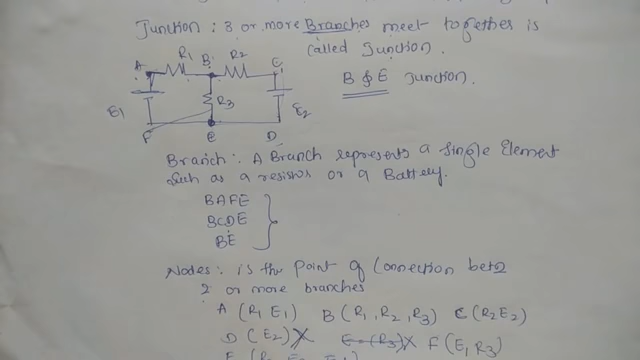 Junction : 3 or more Branches meet together is
called Junction.
R1
A
B
R2
C
B & E Junction.
E1
R3
E2
F
E
D
Branch : A Branch represents a Single Element
Such as a resistor or a Battery.
BAFE
BCDE
BE
Nodes : is the point of Connection bet2
2 or more branches
A (R1 E1) B (R1, R2, R3) C (R2 E2)
D (E2) X E (R3) X F (E1 R3)